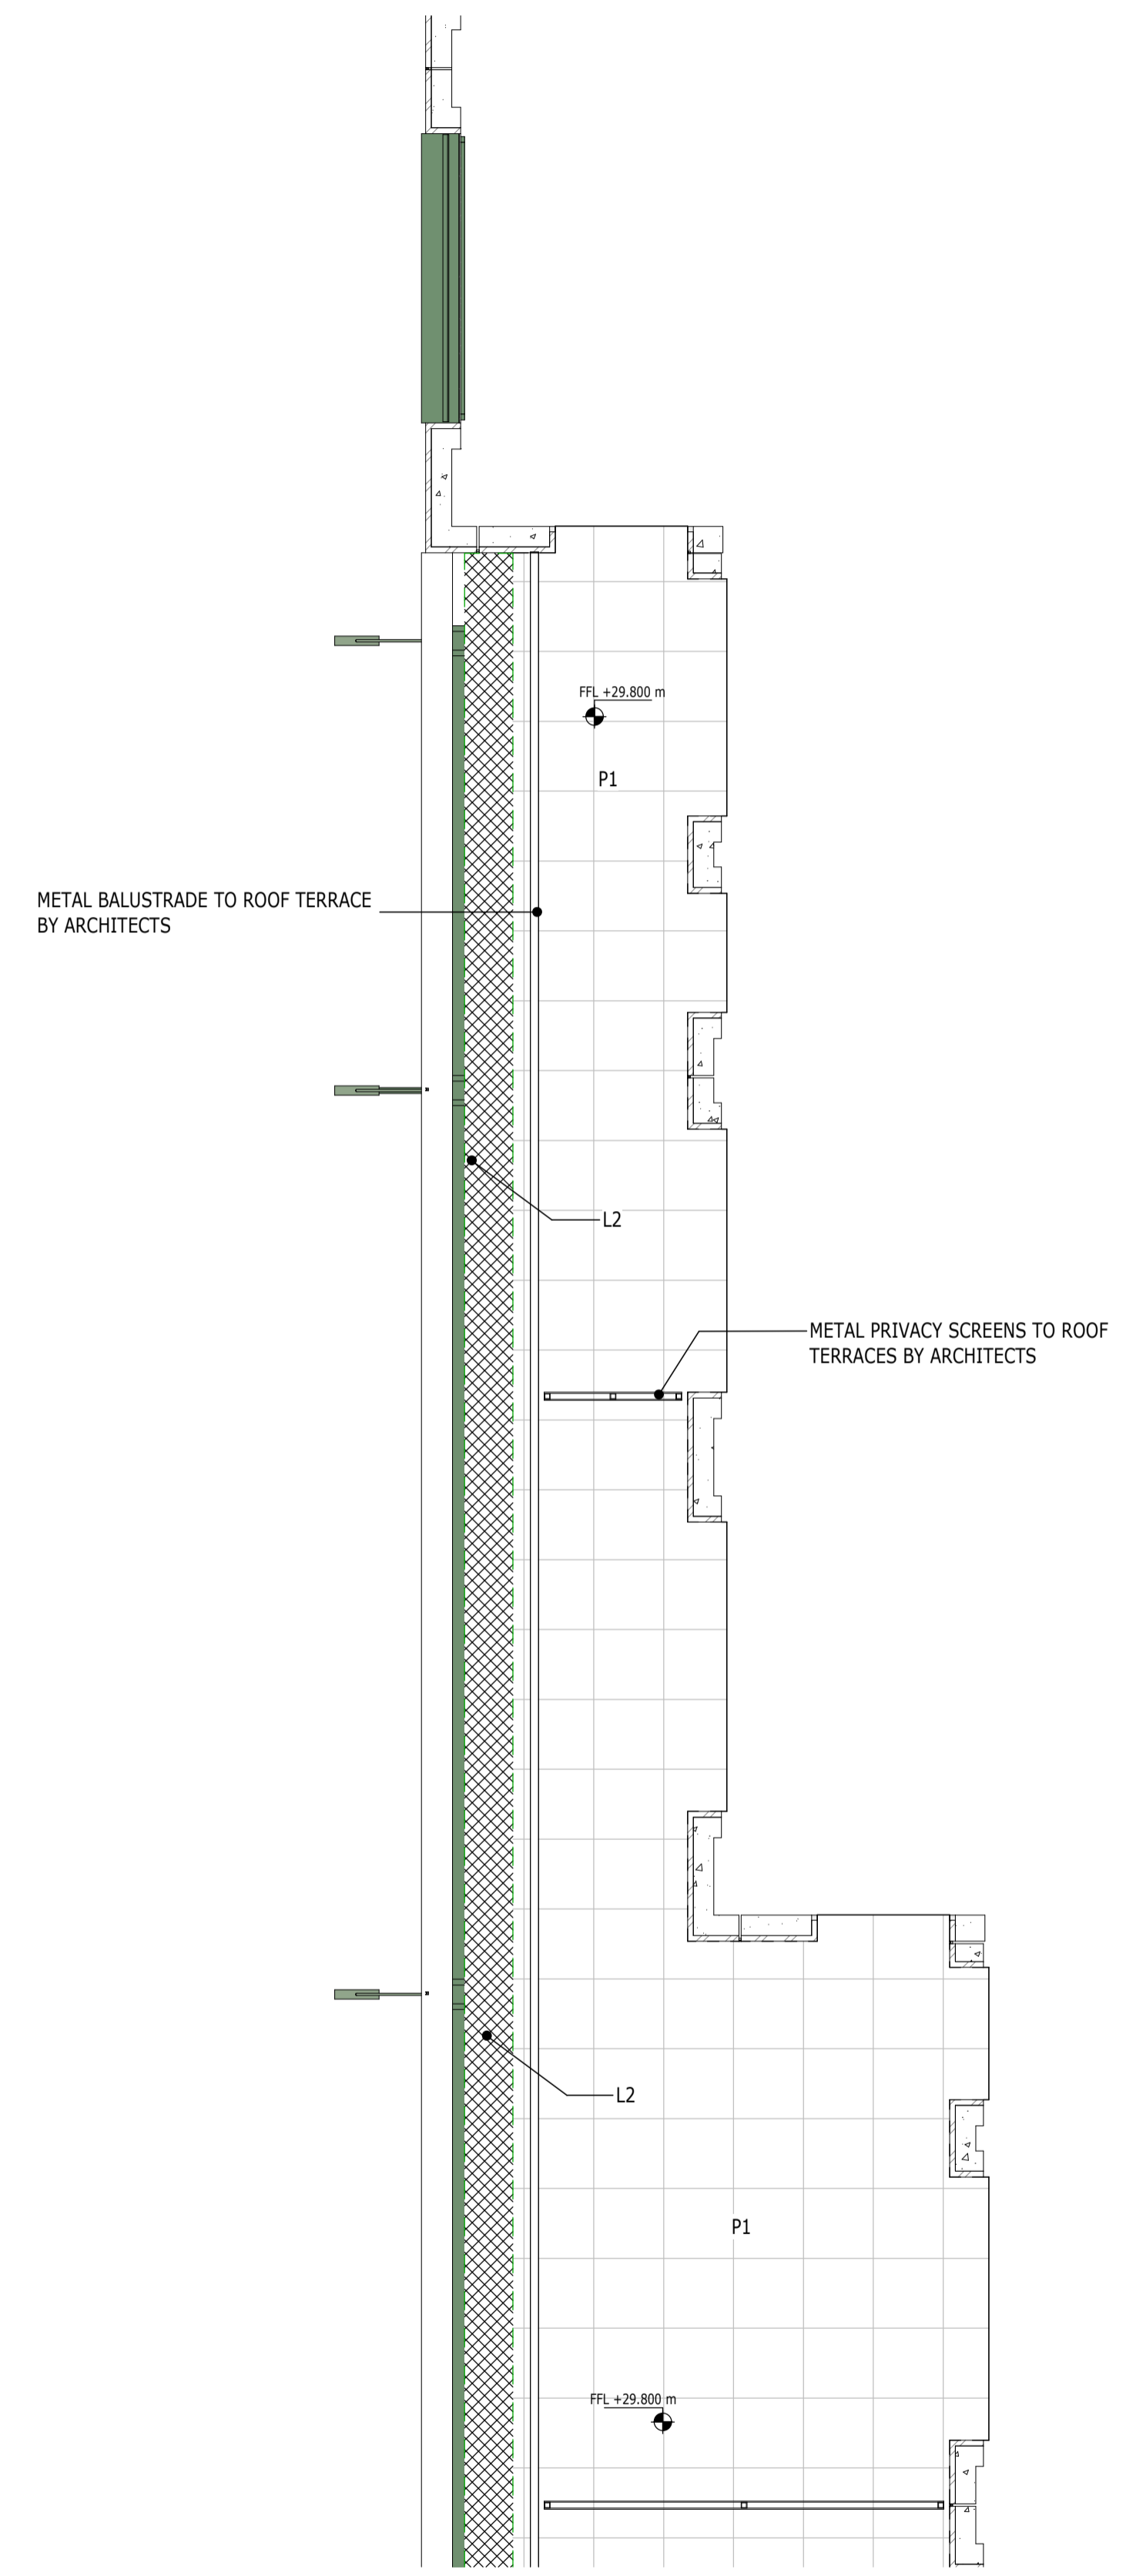 FFL +29.800 m
P1
METAL BALUSTRADE TO ROOF TERRACE
BY ARCHITECTS
L2
METAL PRIVACY SCREENS TO ROOF
TERRACES BY ARCHITECTS
L2
P1
FFL +29.800 m